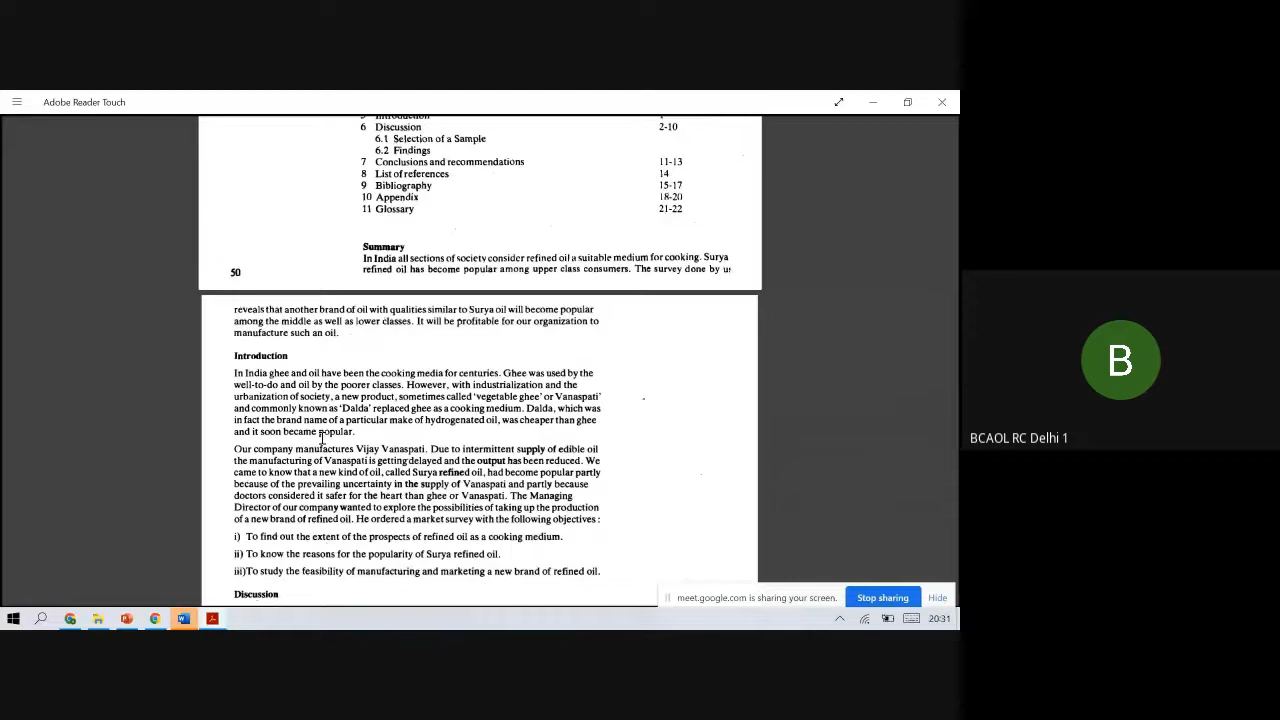 Adobe Reader Touch
6 Discussion 2-10
6.1 Selection of a Sample
6.2 Findings
7 Conclusions and recommendations 11-13
8 List of references 14
9 Bibliography 15-17
10 Appendix 18-20
11 Glossary 21-22
Summary
In India all sections of society consider refined oil a suitable medium for cooking. Surya
refined oil has become popular among upper class consumers. The survey done by us
50
reveals that another brand of oil with qualities similar to Surya oil will become popular
among the middle as well as lower classes. It will be profitable for our organization to
manufacture such an oil.
Introduction
In India ghee and oil have been the cooking media for centuries. Ghee was used by the
well-to-do and oil by the poorer classes. However, with industrialization and the
urbanization of society, a new product, sometimes called 'vegetable ghee' or Vanaspati'
and commonly known as 'Dalda' replaced ghee as a cooking medium. Dalda, which was
in fact the brand name of a particular make of hydrogenated oil, was cheaper than ghee
and it soon became popular.
Our company manufactures Vijay Vanaspati. Due to intermittent supply of edible oil
the manufacturing of Vanaspati is getting delayed and the output has been reduced. We
came to know that a new kind of oil, called Surya refined oil, had become popular partly
because of the prevailing uncertainty in the supply of Vanaspati and partly because
doctors considered it safer for the heart than ghee or Vanaspati. The Managing
Director of our company wanted to explore the possibilities of taking up the production
of a new brand of refined oil. He ordered a market survey with the following objectives :
i) To find out the extent of the prospects of refined oil as a cooking medium.
ii) To know the reasons for the popularity of Surya refined oil.
iii)To study the feasibility of manufacturing and marketing a new brand of refined oil.
Discussion
meet.google.com is sharing your screen. Stop sharing Hide
20:31
B
BCAOL RC Delhi 1